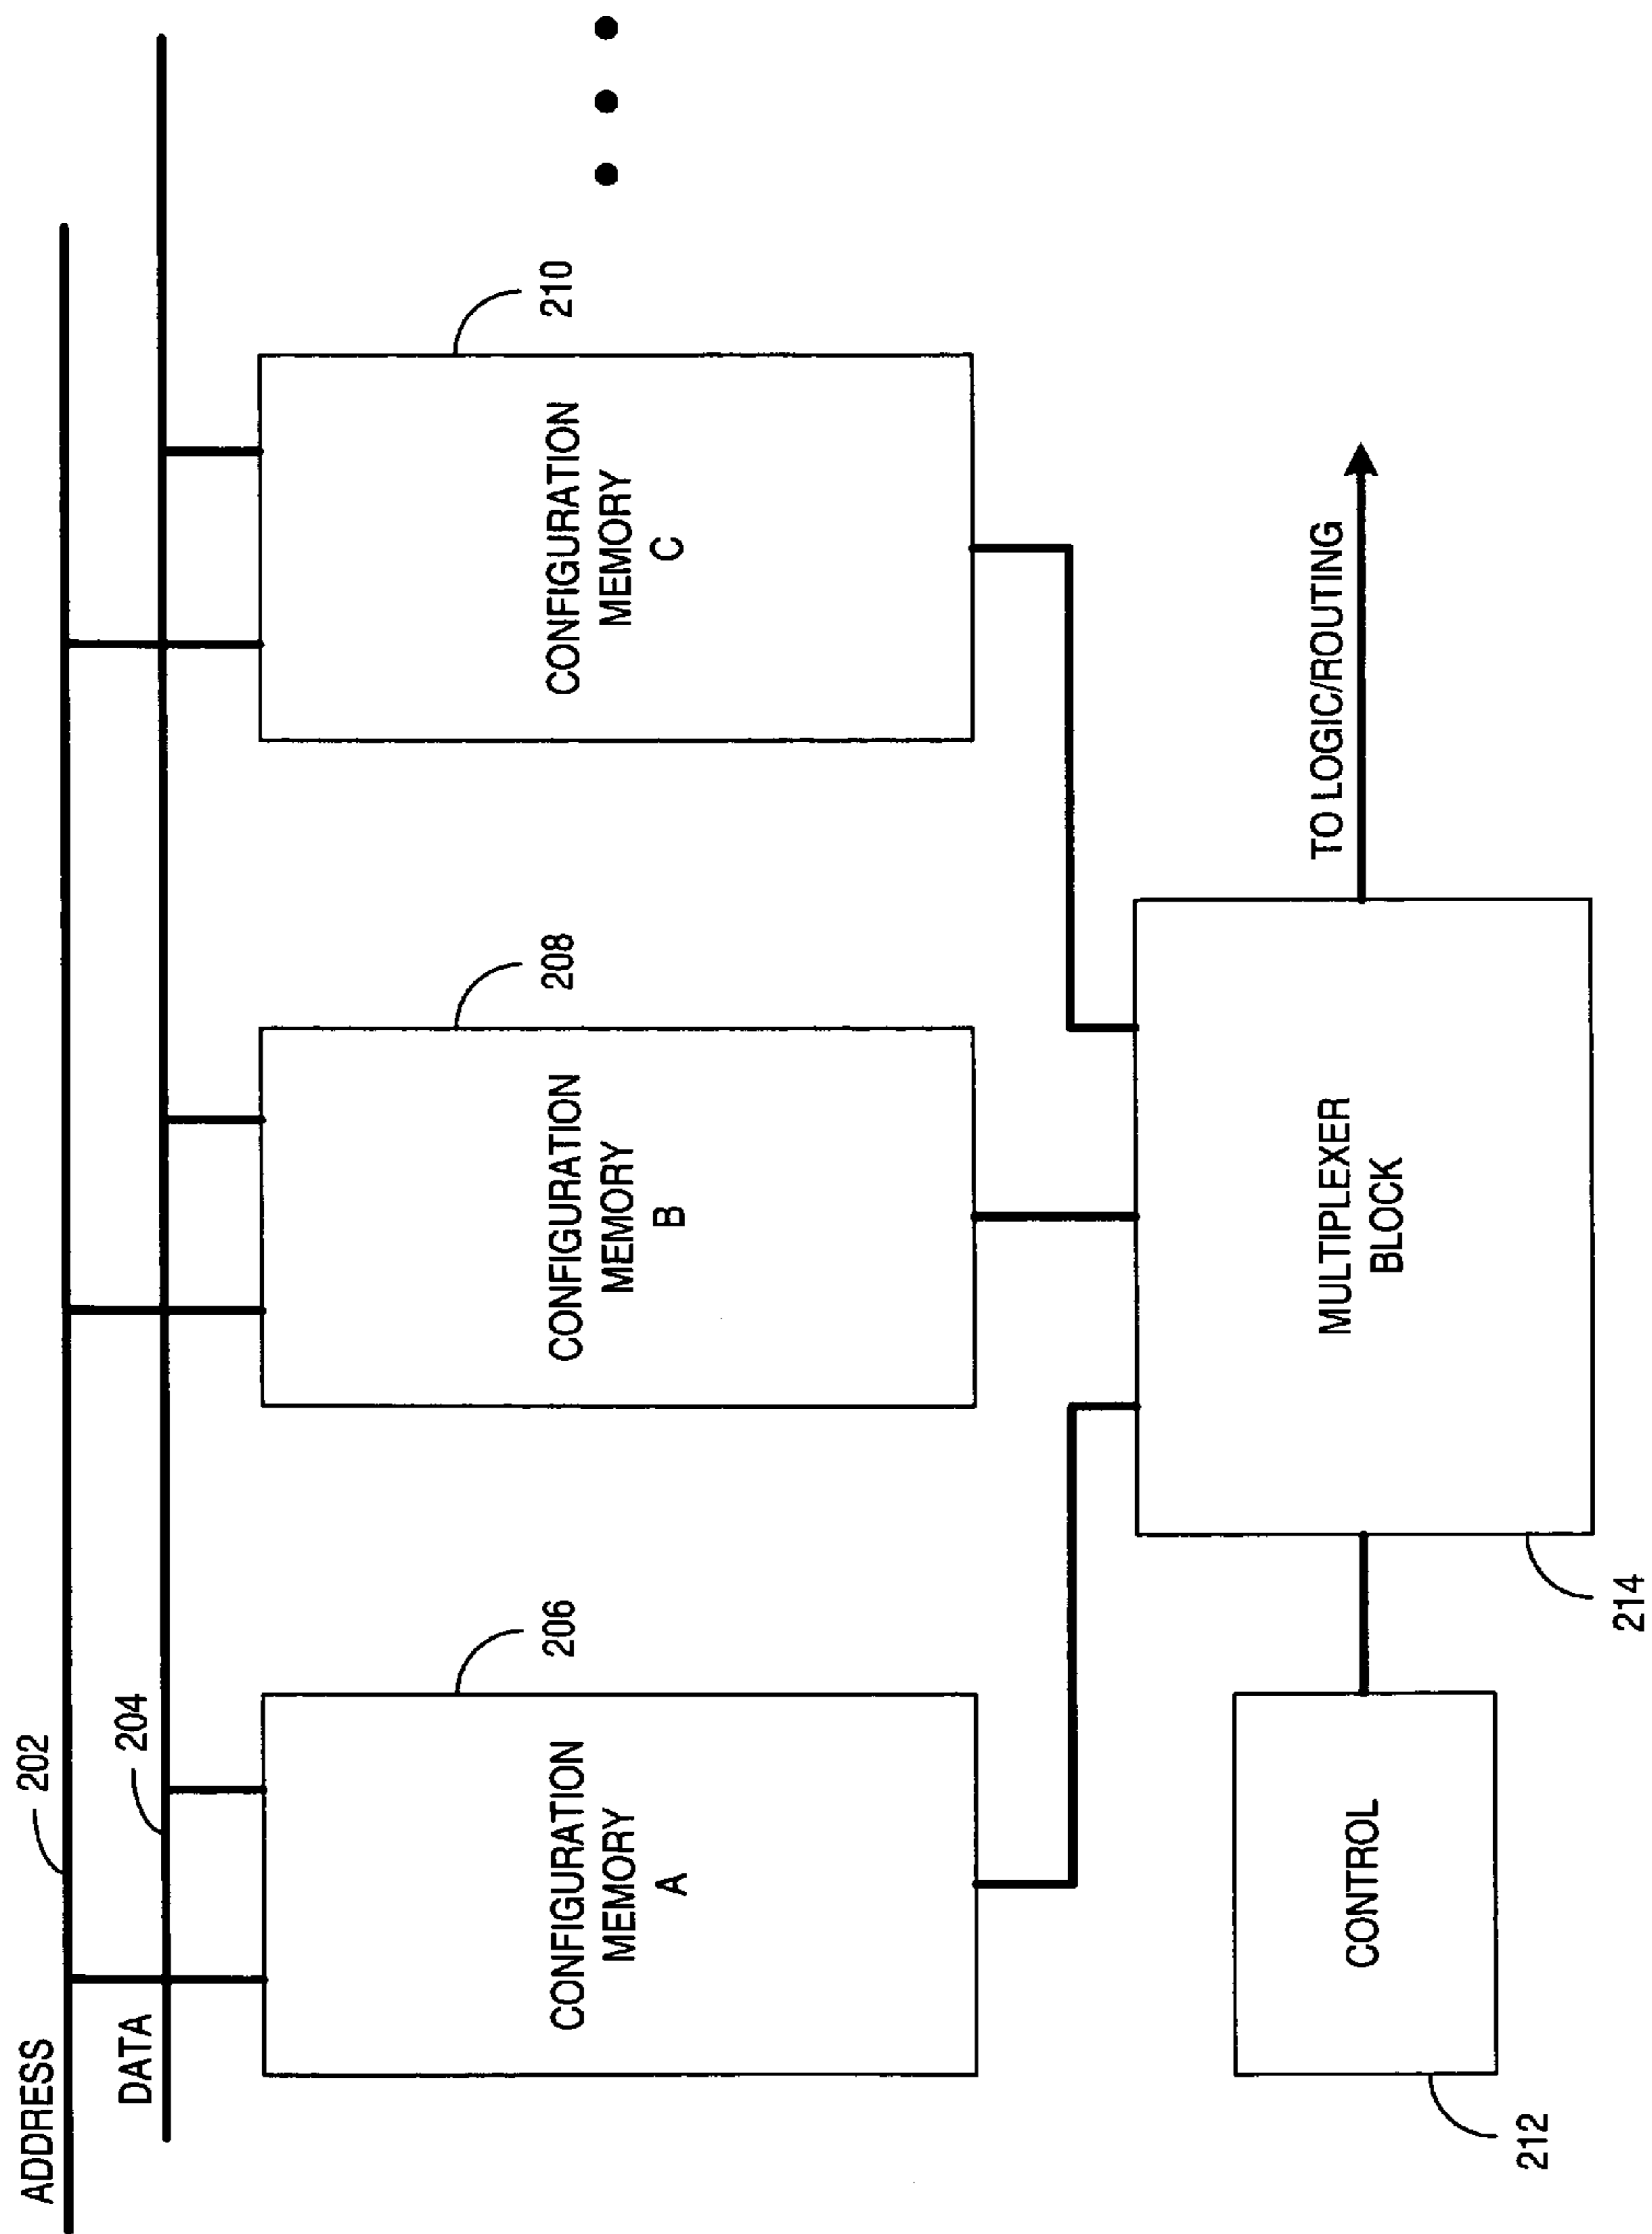 ADDRESS
202
DATA
204
206
208
210
CONFIGURATION
MEMORY
A
CONFIGURATION
MEMORY
B
CONFIGURATION
MEMORY
C
CONTROL
212
MULTIPLEXER
BLOCK
214
TO LOGIC/ROUTING